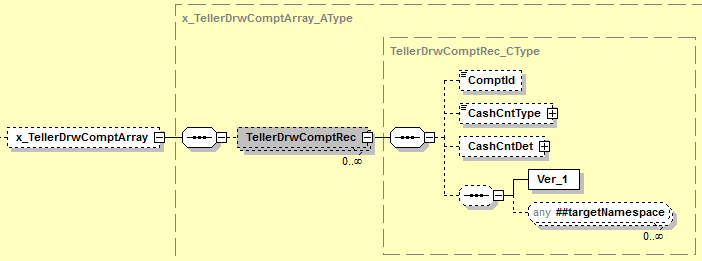 x_TellerDrwComptArray_AType
TellerDrwComptRec_CType
ComptId
CashCntType
x_TellerDrwComptArray
TellerDrwComptRec
0..∞
CashCntDet
Ver_1
any ##targetNamespace
0..∞